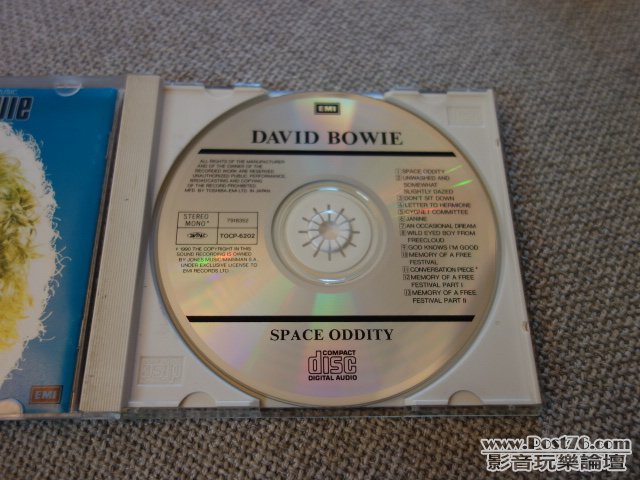 EMI
DAVID BOWIE
ALL RIGHTS OF THE MANUFACTURER
AND OF THE OWNER OF THE
RECORDED WORK ARE RESERVED
UNAUTHORIZED PUBLIC PERFORMANCE,
BROADCASTING AND COPYING
OF THE RECORD PROHIBITED.
MFD. BY TOSHIBA-EMI LTD. IN JAPAN.
STEREO
MONO*
TOCP-6202
℗ 1990 THE COPYRIGHT IN THIS
SOUND RECORDING IS OWNED
BY JONES MUSIC/MAINMAN S.A.
UNDER EXCLUSIVE LICENSE TO
EMI RECORDS LTD
1 SPACE ODDITY
2 UNWASHED AND
SOMEWHAT
SLIGHTLY DAZED
3 DON'T SIT DOWN
4 LETTER TO HERMIONE
5 CYGNET COMMITTEE
6 JANINE
7 AN OCCASIONAL DREAM
8 WILD EYED BOY FROM
FREECLOUD
9 GOD KNOWS I'M GOOD
10 MEMORY OF A FREE
FESTIVAL
11 CONVERSATION PIECE*
12 MEMORY OF A FREE
FESTIVAL PART I
13 MEMORY OF A FREE
FESTIVAL PART II
SPACE ODDITY
COMPACT
disc
DIGITAL AUDIO
EMI
www.Post76.com
影音玩樂論壇